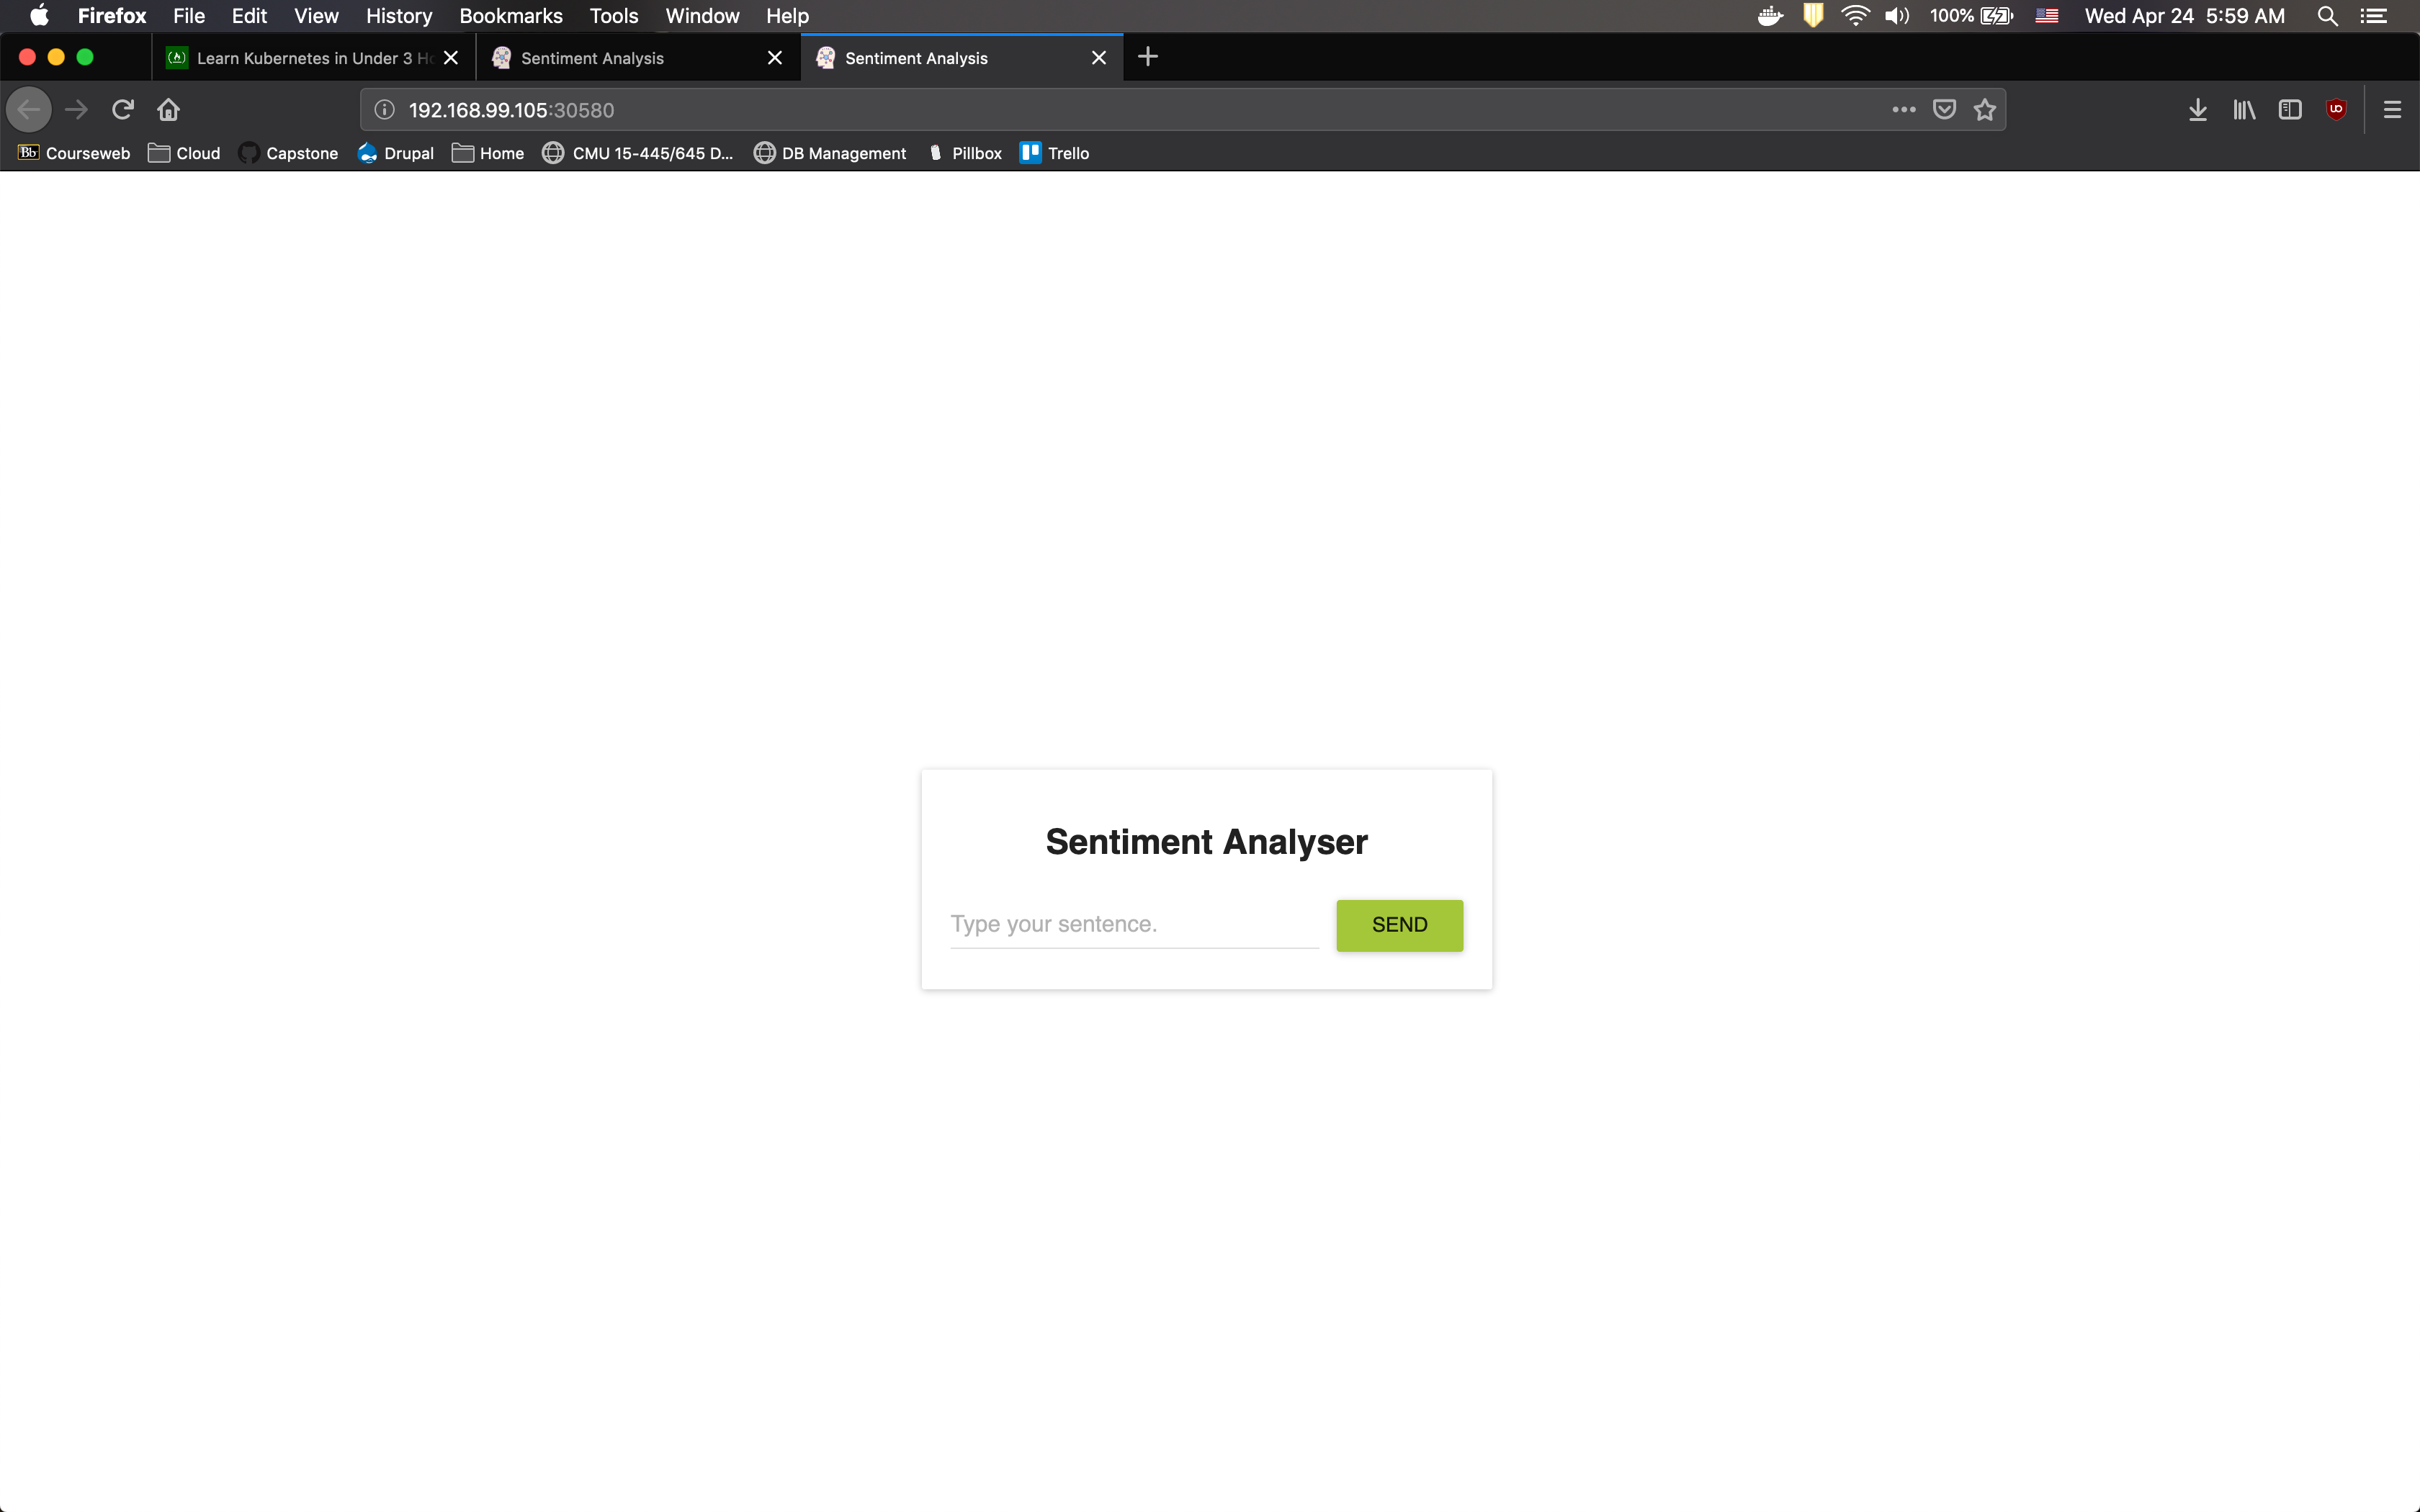 Firefox File Edit View History Bookmarks Tools Window Help 100% Wed Apr 24 5:59 AM
Learn Kubernetes in Under 3 Ho Sentiment Analysis Sentiment Analysis
192.168.99.105:30580
Bb Courseweb Cloud Capstone Drupal Home CMU 15-445/645 D... DB Management Pillbox Trello
Sentiment Analyser
Type your sentence. SEND